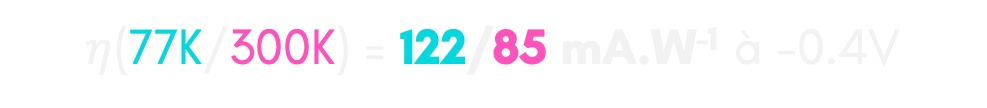 η(77K/300K) = 122/85 mA.W⁻¹ à -0.4V